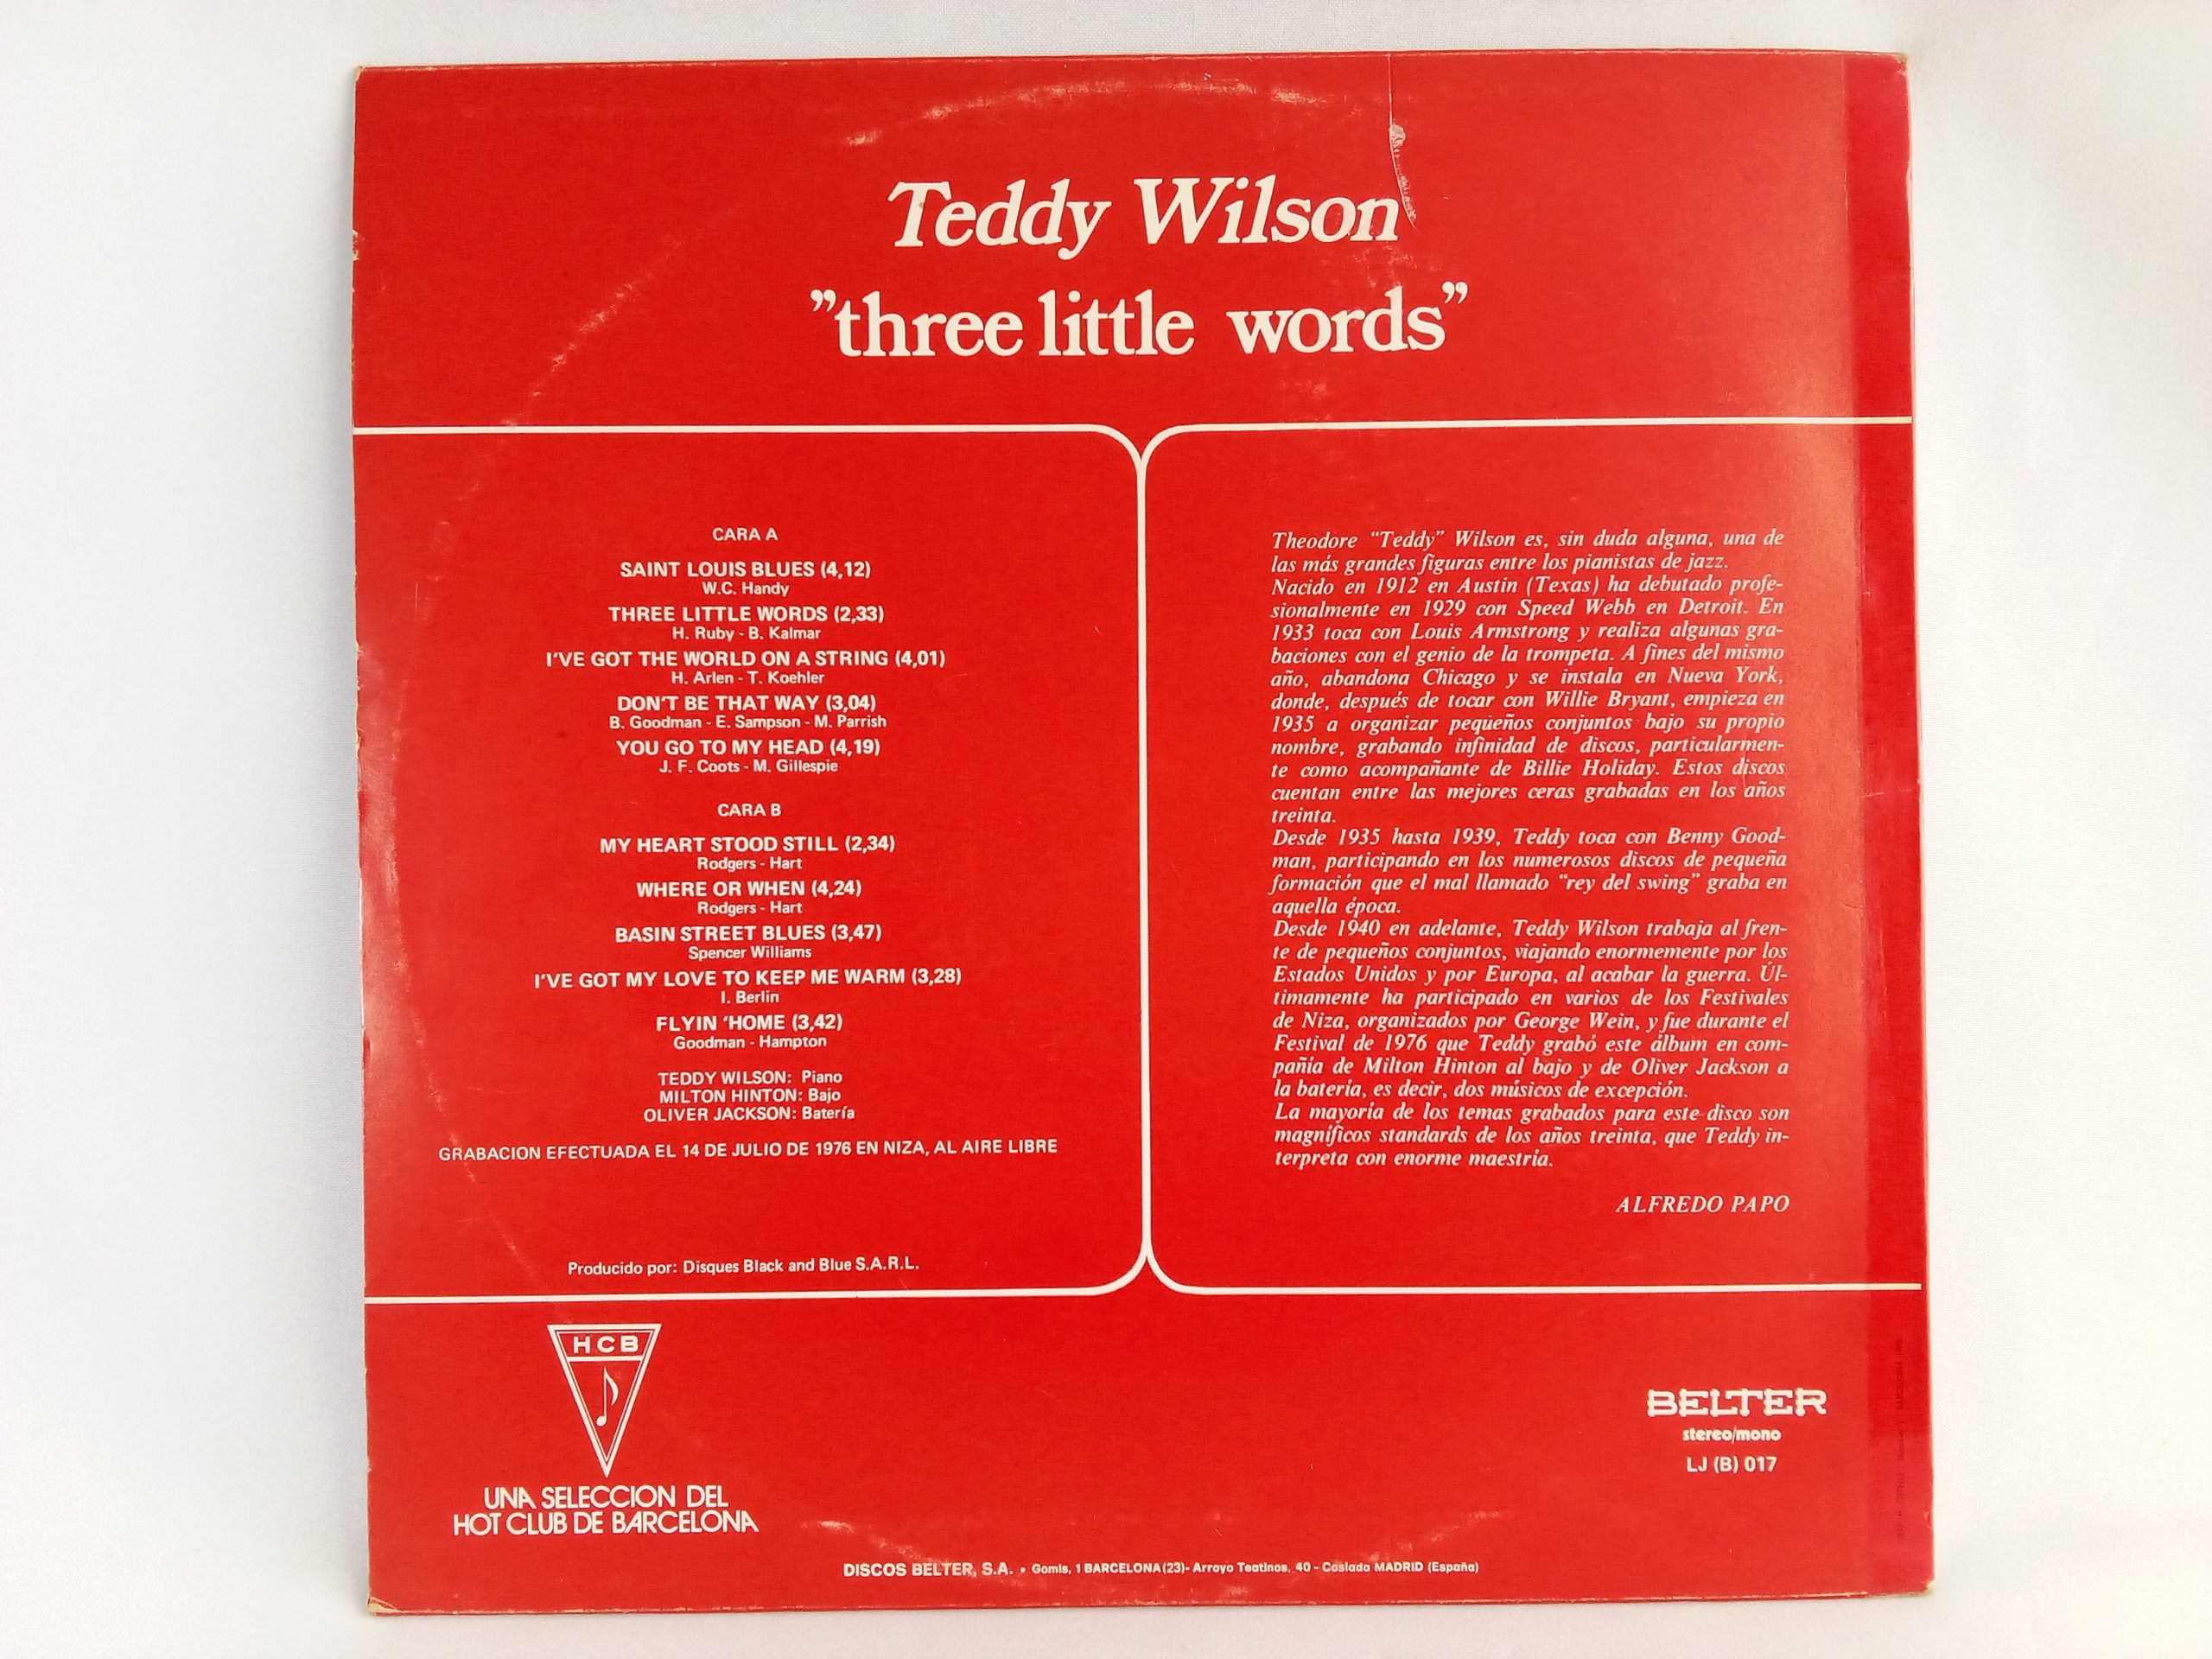 Teddy Wilson
”three little words”
CARA A
SAINT LOUIS BLUES (4,12)
W.C. Handy
THREE LITTLE WORDS (2,33)
H. Ruby - B. Kalmar
I'VE GOT THE WORLD ON A STRING (4,01)
H. Arlen - T. Koehler
DON'T BE THAT WAY (3,04)
B. Goodman - E. Sampson - M. Parrish
YOU GO TO MY HEAD (4,19)
J. F. Coots - M. Gillespie
CARA B
MY HEART STOOD STILL (2,34)
Rodgers - Hart
WHERE OR WHEN (4,24)
Rodgers - Hart
BASIN STREET BLUES (3,47)
Spencer Williams
I'VE GOT MY LOVE TO KEEP ME WARM (3,28)
I. Berlin
FLYIN 'HOME (3,42)
Goodman - Hampton
TEDDY WILSON: Piano
MILTON HINTON: Bajo
OLIVER JACKSON: Batería
GRABACION EFECTUADA EL 14 DE JULIO DE 1976 EN NIZA, AL AIRE LIBRE
Producido por: Disques Black and Blue S.A.R.L.
Theodore “Teddy” Wilson es, sin duda alguna, una de
las más grandes figuras entre los pianistas de jazz.
Nacido en 1912 en Austin (Texas) ha debutado profe-
sionalmente en 1929 con Speed Webb en Detroit. En
1933 toca con Louis Armstrong y realiza algunas gra-
baciones con el genio de la trompeta. A fines del mismo
año, abandona Chicago y se instala en Nueva York,
donde, después de tocar con Willie Bryant, empieza en
1935 a organizar pequeños conjuntos bajo su propio
nombre, grabando infinidad de discos, particularmen-
te como acompañante de Billie Holiday. Estos discos
cuentan entre las mejores ceras grabadas en los años
treinta.
Desde 1935 hasta 1939, Teddy toca con Benny Good-
man, participando en los numerosos discos de pequeña
formación que el mal llamado “rey del swing” graba en
aquella época.
Desde 1940 en adelante, Teddy Wilson trabaja al fren-
te de pequeños conjuntos, viajando enormemente por los
Estados Unidos y por Europa, al acabar la guerra. Úl-
timamente ha participado en varios de los Festivales
de Niza, organizados por George Wein, y fue durante el
Festival de 1976 que Teddy grabó este álbum en com-
pañía de Milton Hinton al bajo y de Oliver Jackson a
la batería, es decir, dos músicos de excepción.
La mayoría de los temas grabados para este disco son
magníficos standards de los años treinta, que Teddy in-
terpreta con enorme maestría.
ALFREDO PAPO
HCB
UNA SELECCION DEL
HOT CLUB DE BARCELONA
BELTER
stereo/mono
LJ (B) 017
DISCOS BELTER, S.A. • Gomis, 1 BARCELONA (23)- Arroyo Teatinos, 40 - Coslada MADRID (España)